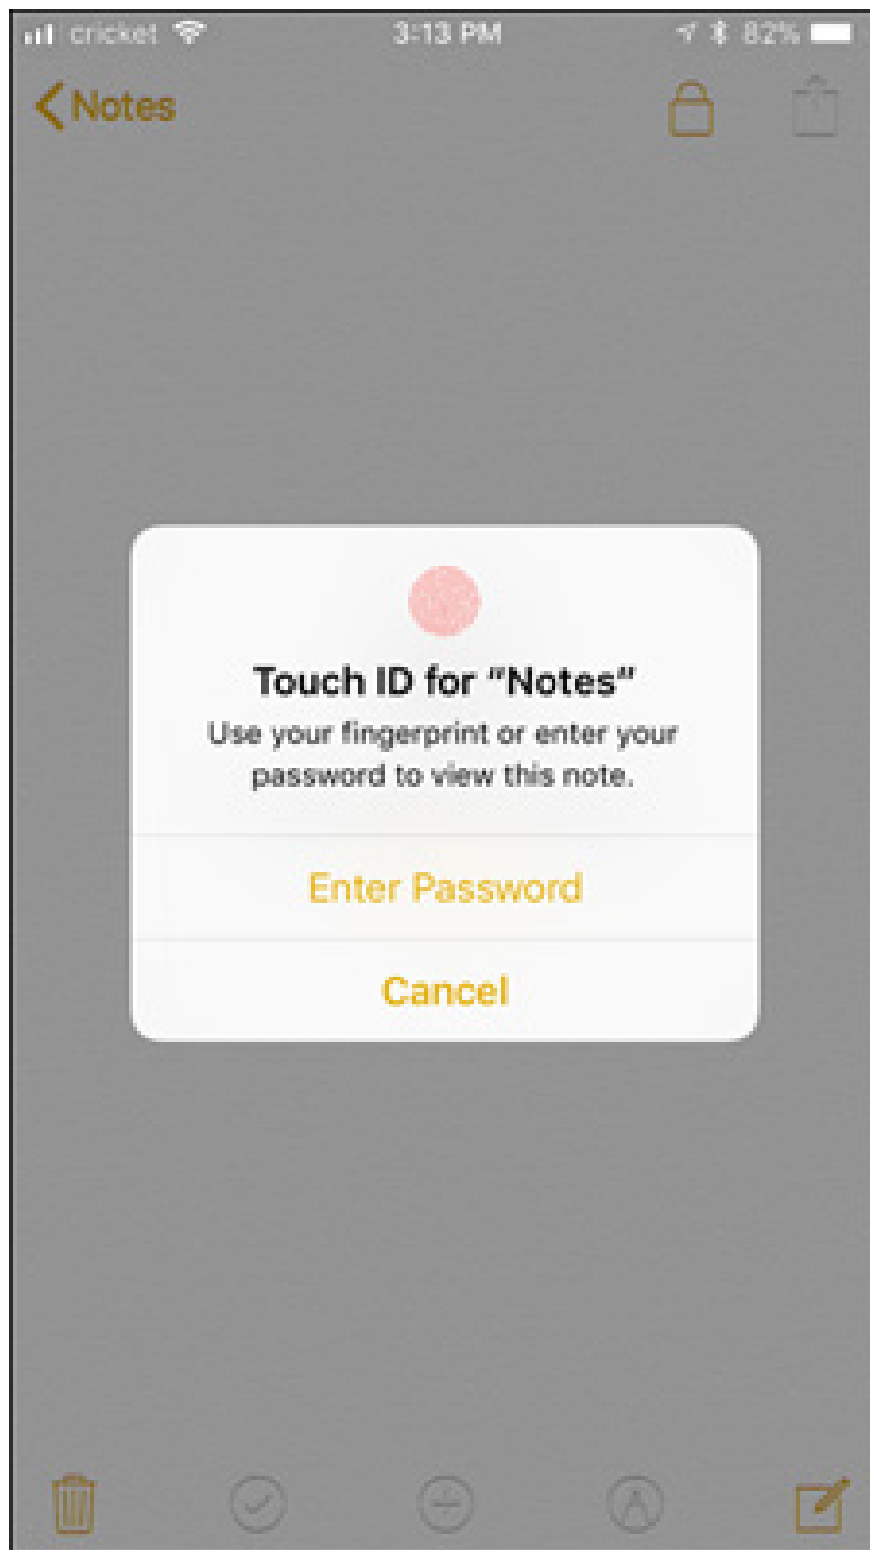 cricket 3:13 PM 82%
Notes
Touch ID for “Notes“
Use your fingerprint or enter your
password to view this note.
Enter Password
Cancel